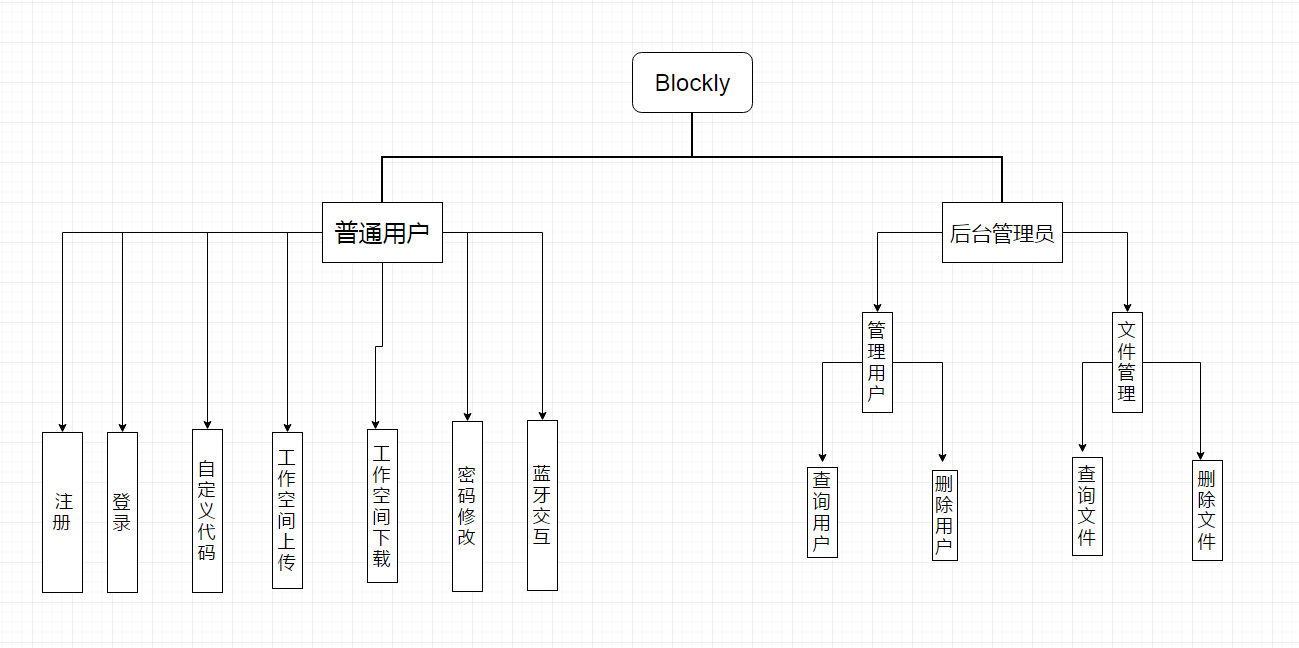 Blockly
普通用户
后台管理员
管理用户
文件管理
注册
登录
自定义代码
工作空间上传
工作空间下载
密码修改
蓝牙交互
查询用户
删除用户
查询文件
删除文件